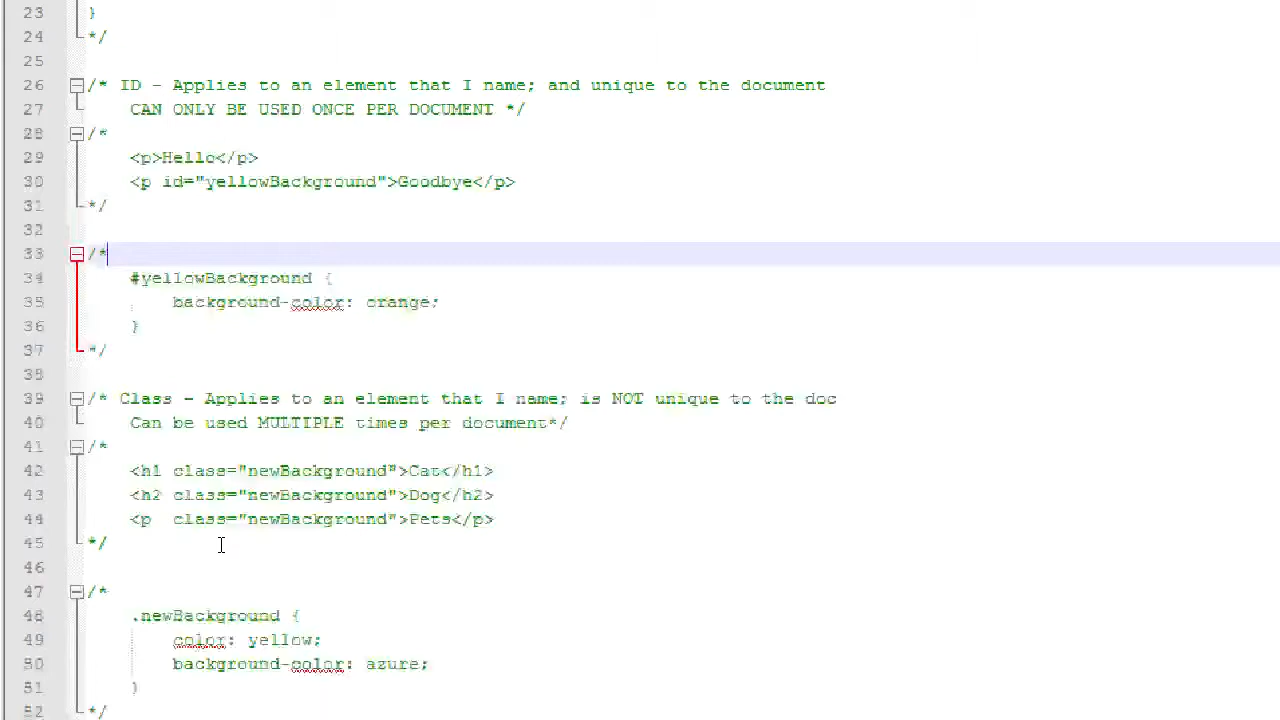 23 }
24 */
25
26 /* ID - Applies to an element that I name; and unique to the document
27 CAN ONLY BE USED ONCE PER DOCUMENT */
28 /*
29 <p>Hello</p>
30 <p id="yellowBackground">Goodbye</p>
31 */
32
33 /*
34 #yellowBackground {
35 background-color: orange;
36 }
37 */
38
39 /* Class - Applies to an element that I name; is NOT unique to the doc
40 Can be used MULTIPLE times per document*/
41 /*
42 <h1 class="newBackground">Cat</h1>
43 <h2 class="newBackground">Dog</h2>
44 <p class="newBackground">Pets</p>
45 */
46
47 /*
48 .newBackground {
49 color: yellow;
50 background-color: azure;
51 }
52 */